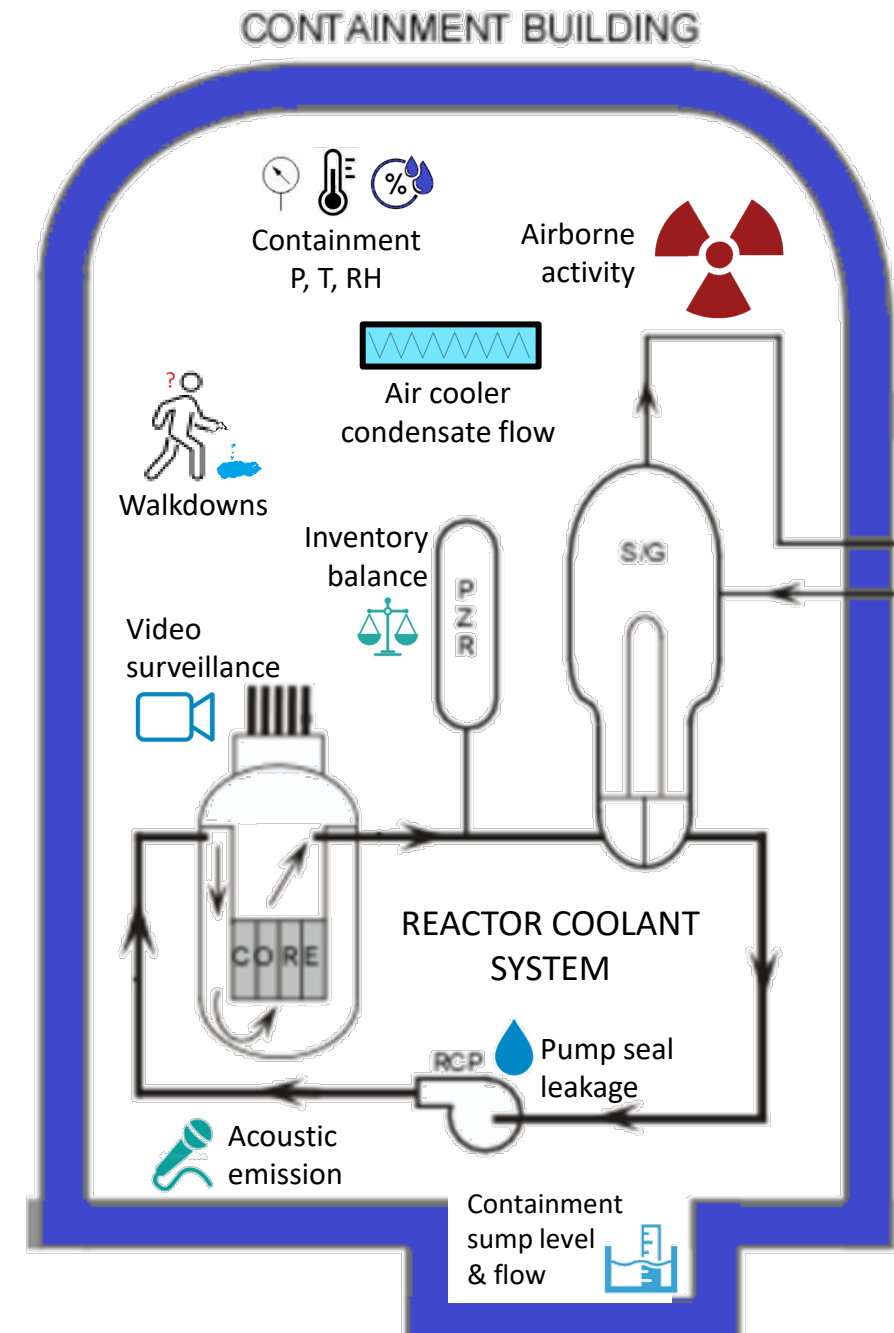 CONTAINMENT BUILDING
%
Containment
P, T, RH
Airborne
activity
Air cooler
condensate flow
?
Walkdowns
Inventory
balance
P
Z
R
S/G
Video
surveillance
CORE
REACTOR COOLANT
SYSTEM
RCP
Pump seal
leakage
Acoustic
emission
Containment
sump level
& flow